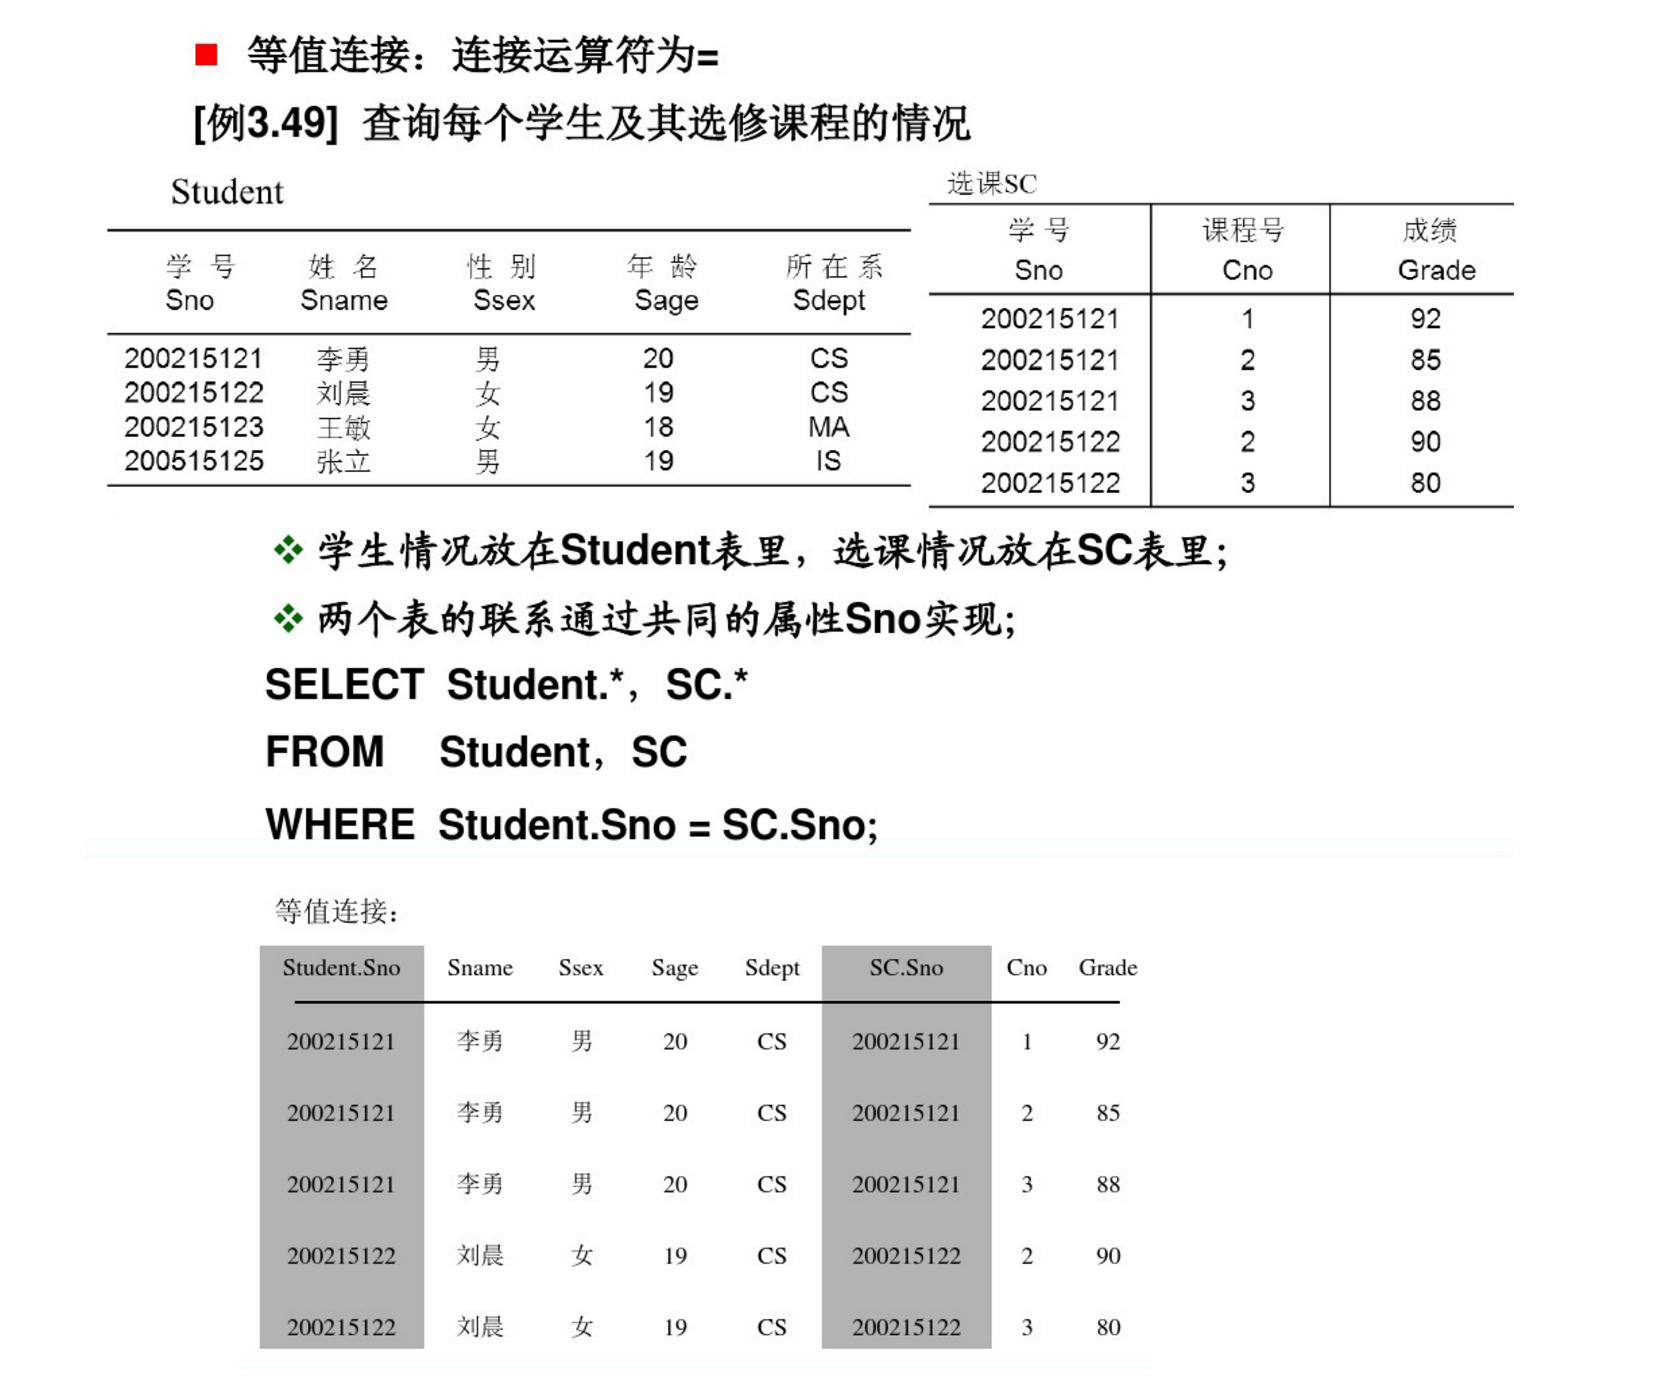 等值连接：连接运算符为=
[例3.49] 查询每个学生及其选修课程的情况
Student
学 号 姓 名 性 别 年 龄 所 在 系
Sno Sname Ssex Sage Sdept
200215121 李勇 男 20 CS
200215122 刘晨 女 19 CS
200215123 王敏 女 18 MA
200515125 张立 男 19 IS
选课SC
学 号 课程号 成绩
Sno Cno Grade
200215121 1 92
200215121 2 85
200215121 3 88
200215122 2 90
200215122 3 80
学生情况放在Student表里，选课情况放在SC表里；
两个表的联系通过共同的属性Sno实现；
SELECT Student.*，SC.*
FROM Student，SC
WHERE Student.Sno = SC.Sno;
等值连接：
Student.Sno Sname Ssex Sage Sdept SC.Sno Cno Grade
200215121 李勇 男 20 CS 200215121 1 92
200215121 李勇 男 20 CS 200215121 2 85
200215121 李勇 男 20 CS 200215121 3 88
200215122 刘晨 女 19 CS 200215122 2 90
200215122 刘晨 女 19 CS 200215122 3 80